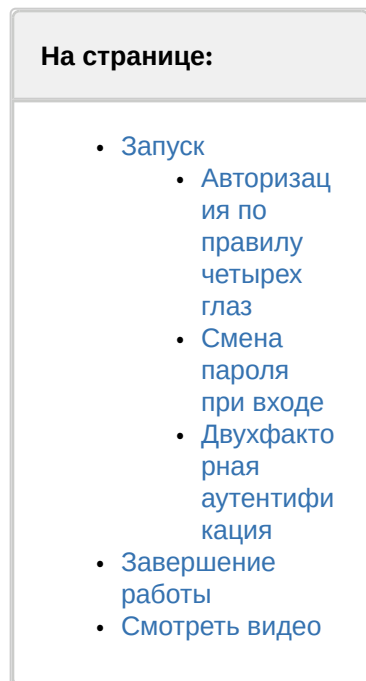 На странице:
• Запуск
• Авторизац
ия по
правилу
четырех
глаз
• Смена
пароля
при входе
• Двухфакто
рная
аутентифи
кация
• Завершение
работы
• Смотреть видео